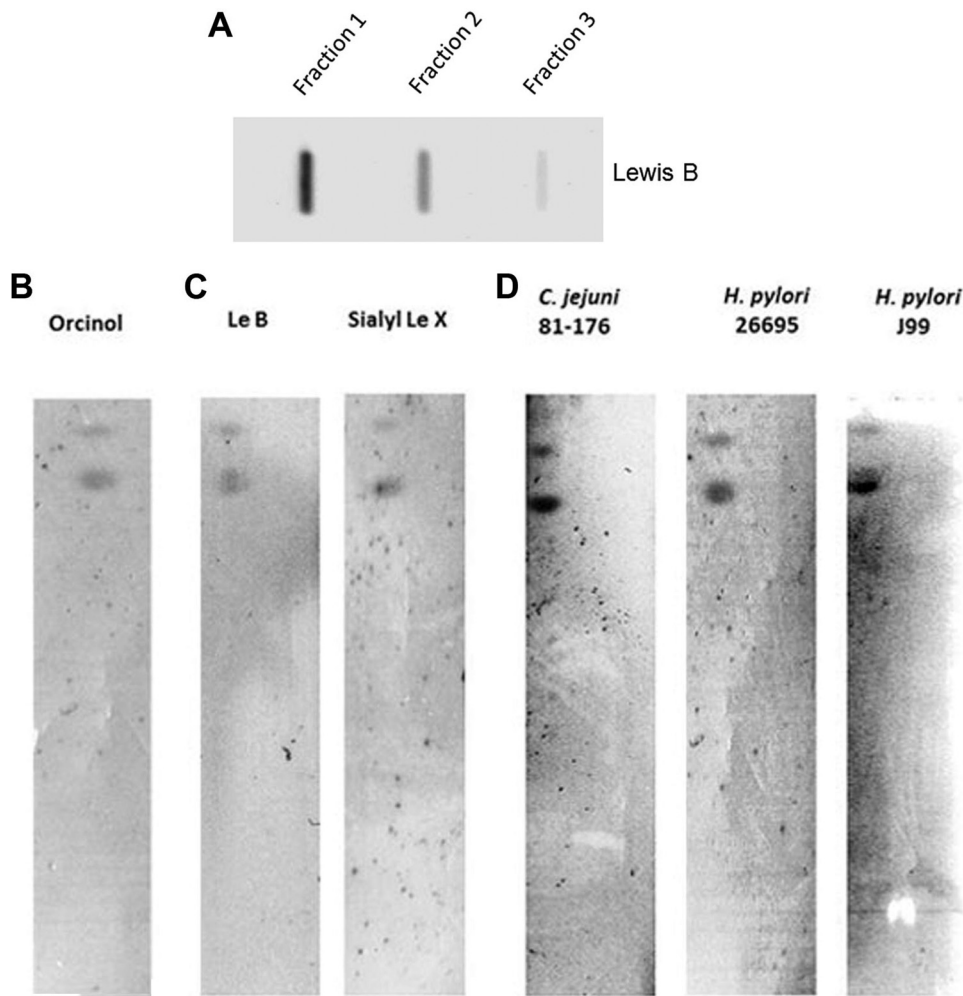 A
Fraction 1
Fraction 2
Fraction 3
Lewis B
B
Orcinol
C
Le B
Sialyl Le X
D
C. jejuni
81-176
H. pylori
26695
H. pylori
J99